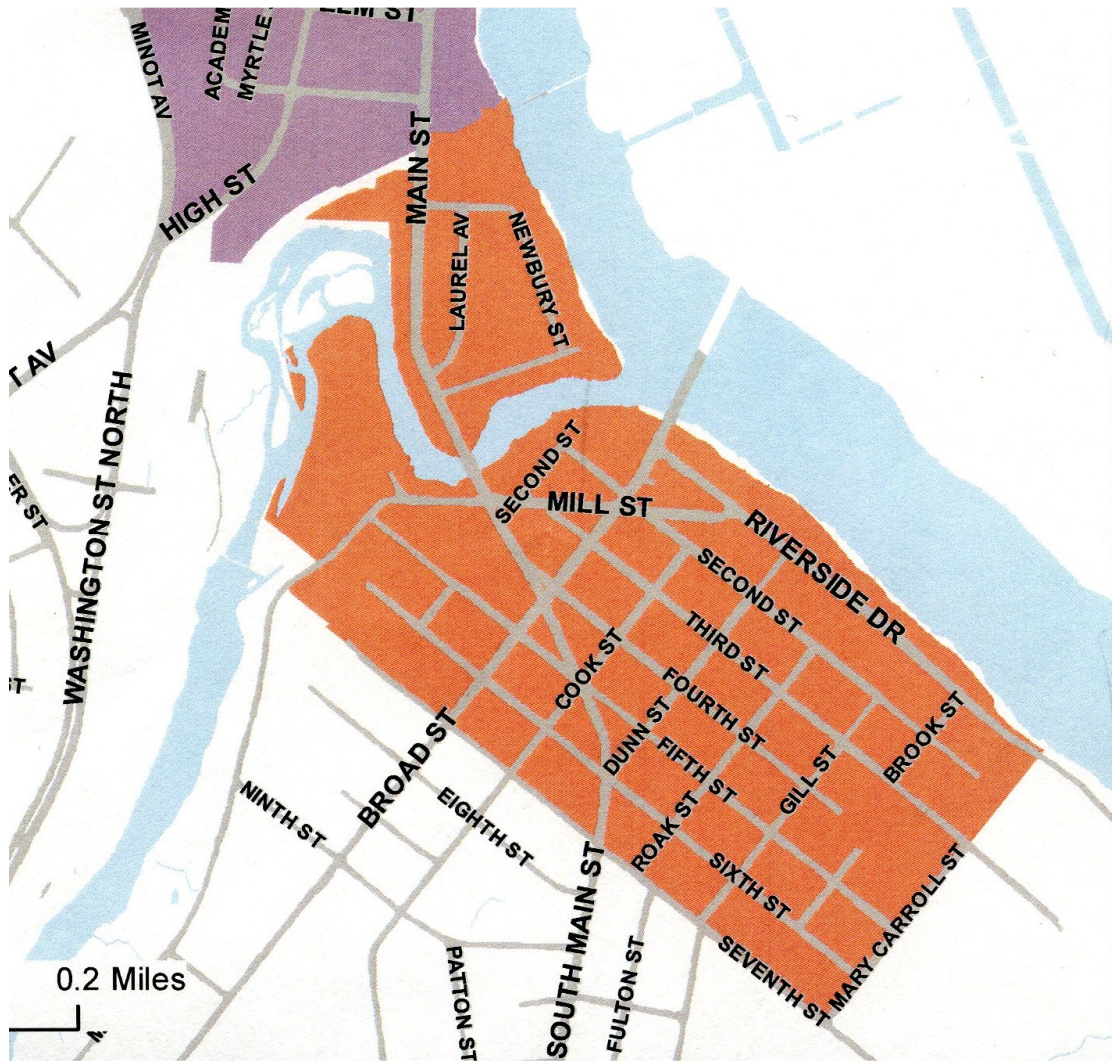 ELM ST
MINOT AV
ACADEM
MYRTLE
MAIN ST
HIGH ST
LAUREL AV
NEWBURY ST
T AV
WASHINGTON ST NORTH
ER ST
SECOND ST
MILL ST
RIVERSIDE DR
SECOND ST
THIRD ST
COOK ST
FOURTH ST
DUNN ST
FIFTH ST
BROOK ST
GILL ST
BROAD ST
NINTH ST
EIGHTH ST
ROAK ST
SIXTH ST
MARY CARROLL ST
SEVENTH ST
SOUTH MAIN ST
FULTON ST
PATTON ST
0.2 Miles